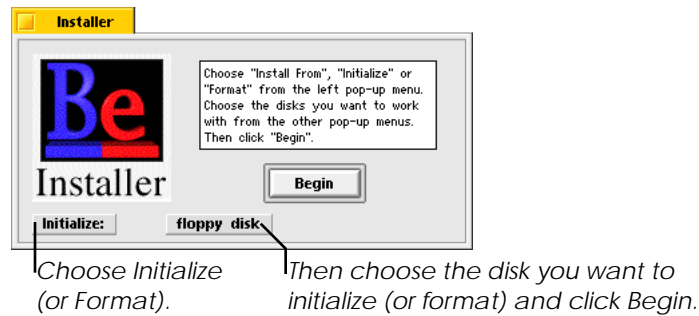 Installer
Be
Installer
Choose "Install From", "Initialize" or
"Format" from the left pop-up menu.
Choose the disks you want to work
with from the other pop-up menus.
Then click "Begin".
Begin
Initialize:
floppy disk
Choose Initialize
(or Format).
Then choose the disk you want to
initialize (or format) and click Begin.